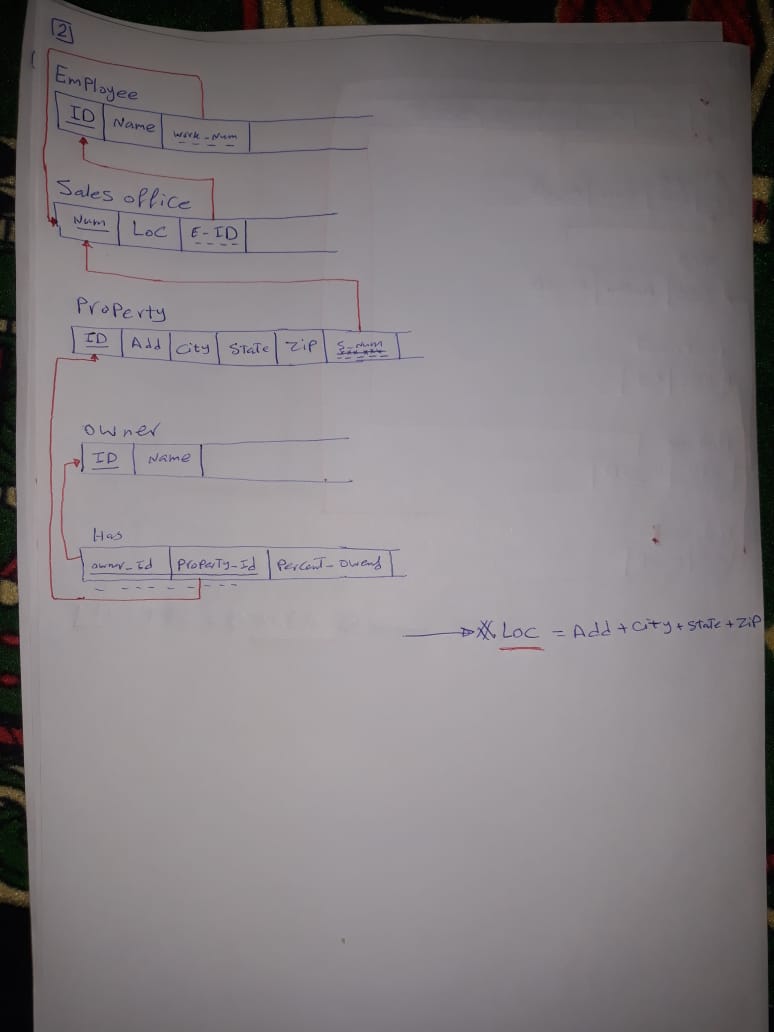 2
Employee
ID Name Work_Num
Sales office
Num Loc E-ID
Property
ID Add City State Zip S_Num
owner
ID Name
Has
owner_Id Property_Id Percent_Owend
Loc = Add + City + State + Zip